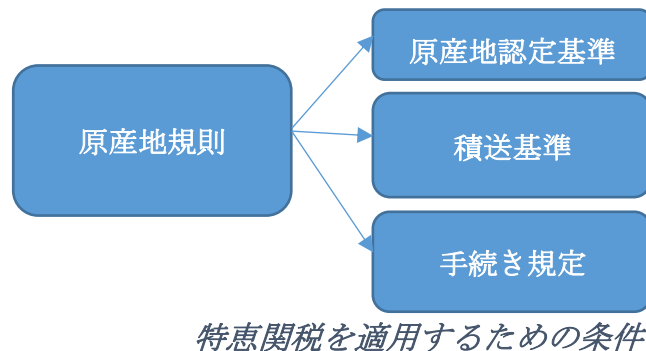 原産地規則
原産地認定基準
積送基準
手続き規定
特恵関税を適用するための条件